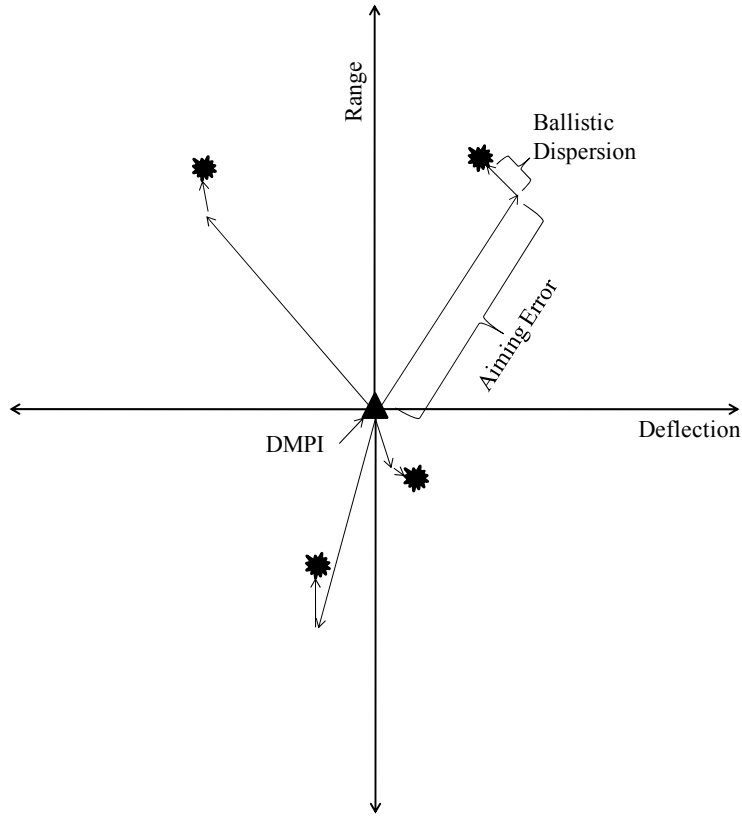 Range
Ballistic
Dispersion
Aiming Error
DMPI
Deflection